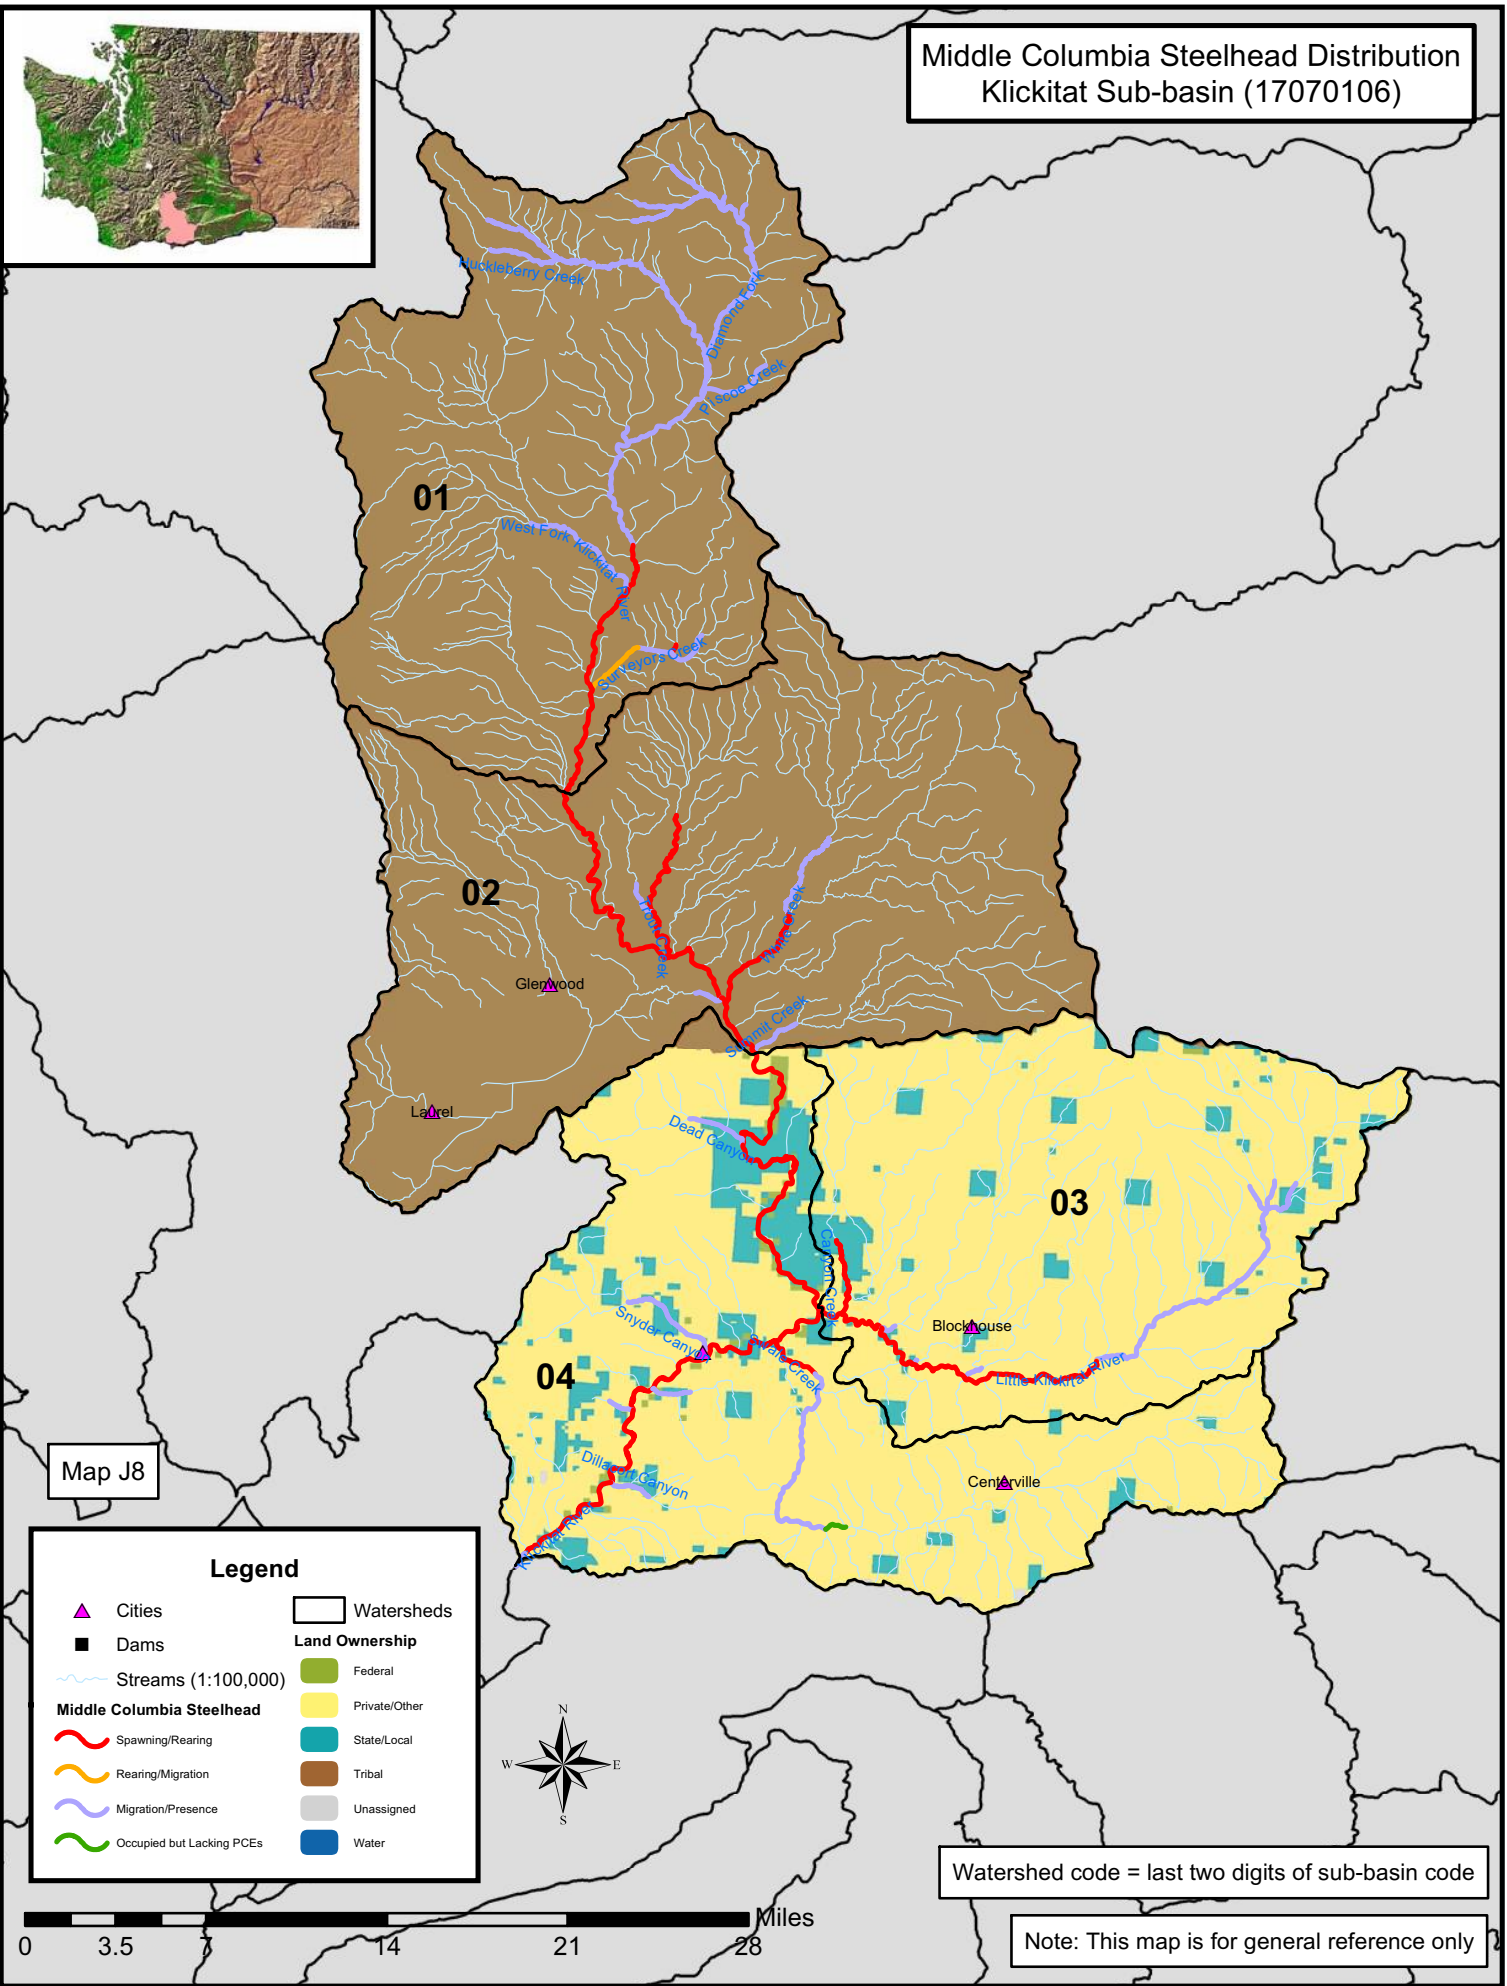 Middle Columbia Steelhead Distribution
Klickitat Sub-basin (17070106)
Huckleberry Creek
Diamond Fork
Piscoe Creek
01
West Fork Klickitat River
Surveyors Creek
02
Trout Creek
White Creek
Glenwood
Summit Creek
Laurel
Dead Canyon
03
Canyon Creek
Snyder Canyon
Blockhouse
Swale Creek
Little Klickitat River
04
Dillacort Canyon
Centerville
Klickitat River
Map J8
Legend
Cities
Dams
Streams (1:100,000)
Middle Columbia Steelhead
Spawning/Rearing
Rearing/Migration
Migration/Presence
Occupied but Lacking PCEs
Watersheds
Land Ownership
Federal
Private/Other
State/Local
Tribal
Unassigned
Water
N
W
E
S
Watershed code = last two digits of sub-basin code
Note: This map is for general reference only
Miles
0 3.5 7 14 21 28